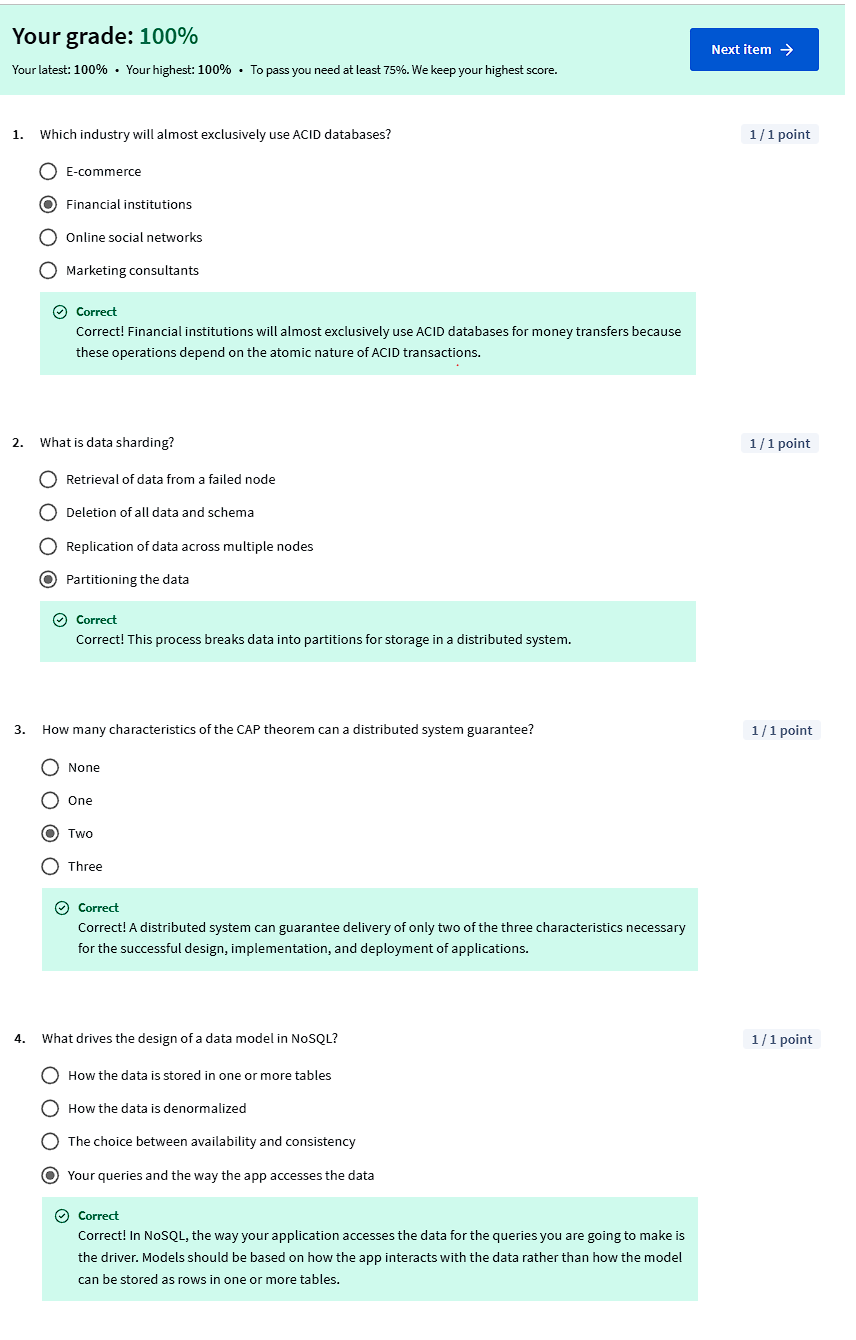 Your grade: 100%
Next item →
Your latest: 100% • Your highest: 100% • To pass you need at least 75%. We keep your highest score.
1. Which industry will almost exclusively use ACID databases?
1 / 1 point
E-commerce
Financial institutions
Online social networks
Marketing consultants
Correct
Correct! Financial institutions will almost exclusively use ACID databases for money transfers because
these operations depend on the atomic nature of ACID transactions.
2. What is data sharding?
1 / 1 point
Retrieval of data from a failed node
Deletion of all data and schema
Replication of data across multiple nodes
Partitioning the data
Correct
Correct! This process breaks data into partitions for storage in a distributed system.
3. How many characteristics of the CAP theorem can a distributed system guarantee?
1 / 1 point
None
One
Two
Three
Correct
Correct! A distributed system can guarantee delivery of only two of the three characteristics necessary
for the successful design, implementation, and deployment of applications.
4. What drives the design of a data model in NoSQL?
1 / 1 point
How the data is stored in one or more tables
How the data is denormalized
The choice between availability and consistency
Your queries and the way the app accesses the data
Correct
Correct! In NoSQL, the way your application accesses the data for the queries you are going to make is
the driver. Models should be based on how the app interacts with the data rather than how the model
can be stored as rows in one or more tables.